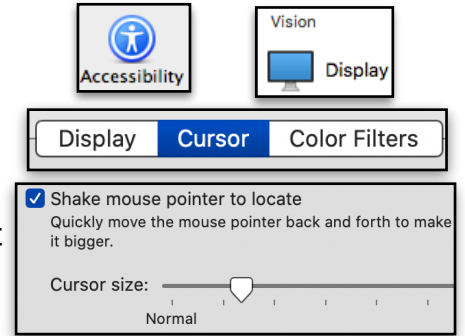 Accessibility
Vision
Display
Display Cursor Color Filters
Shake mouse pointer to locate
Quickly move the mouse pointer back and forth to make
it bigger.
Cursor size:
Normal